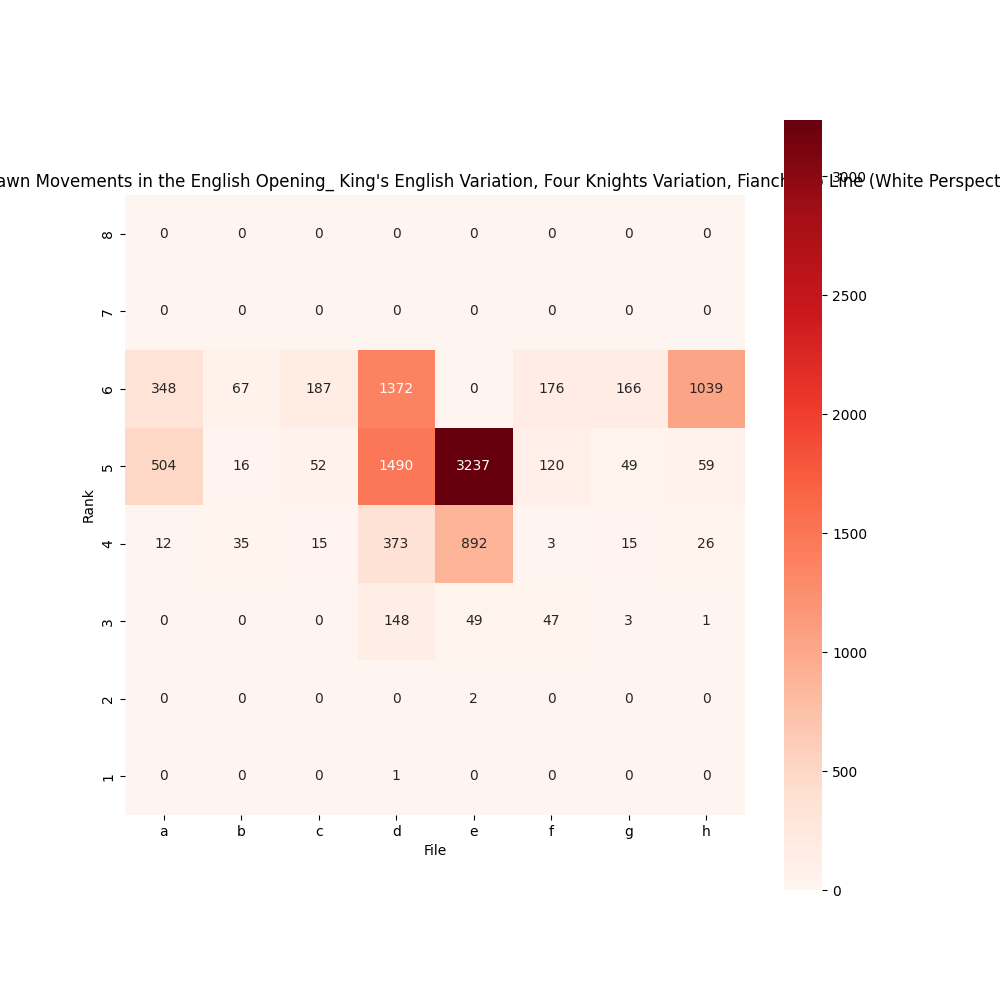 awn Movements in the English Opening_ King's English Variation, Four Knights Variation, Fianch Line (White Perspect
3000
8 0 0 0 0 0 0 0 0
7 0 0 0 0 0 0 0 0
2500
6 348 67 187 1372 0 176 166 1039
2000
5 504 16 52 1490 3237 120 49 59
Rank
1500
4 12 35 15 373 892 3 15 26
3 0 0 0 148 49 47 3 1
1000
2 0 0 0 0 2 0 0 0
500
1 0 0 0 1 0 0 0 0
a b c d e f g h
File
0